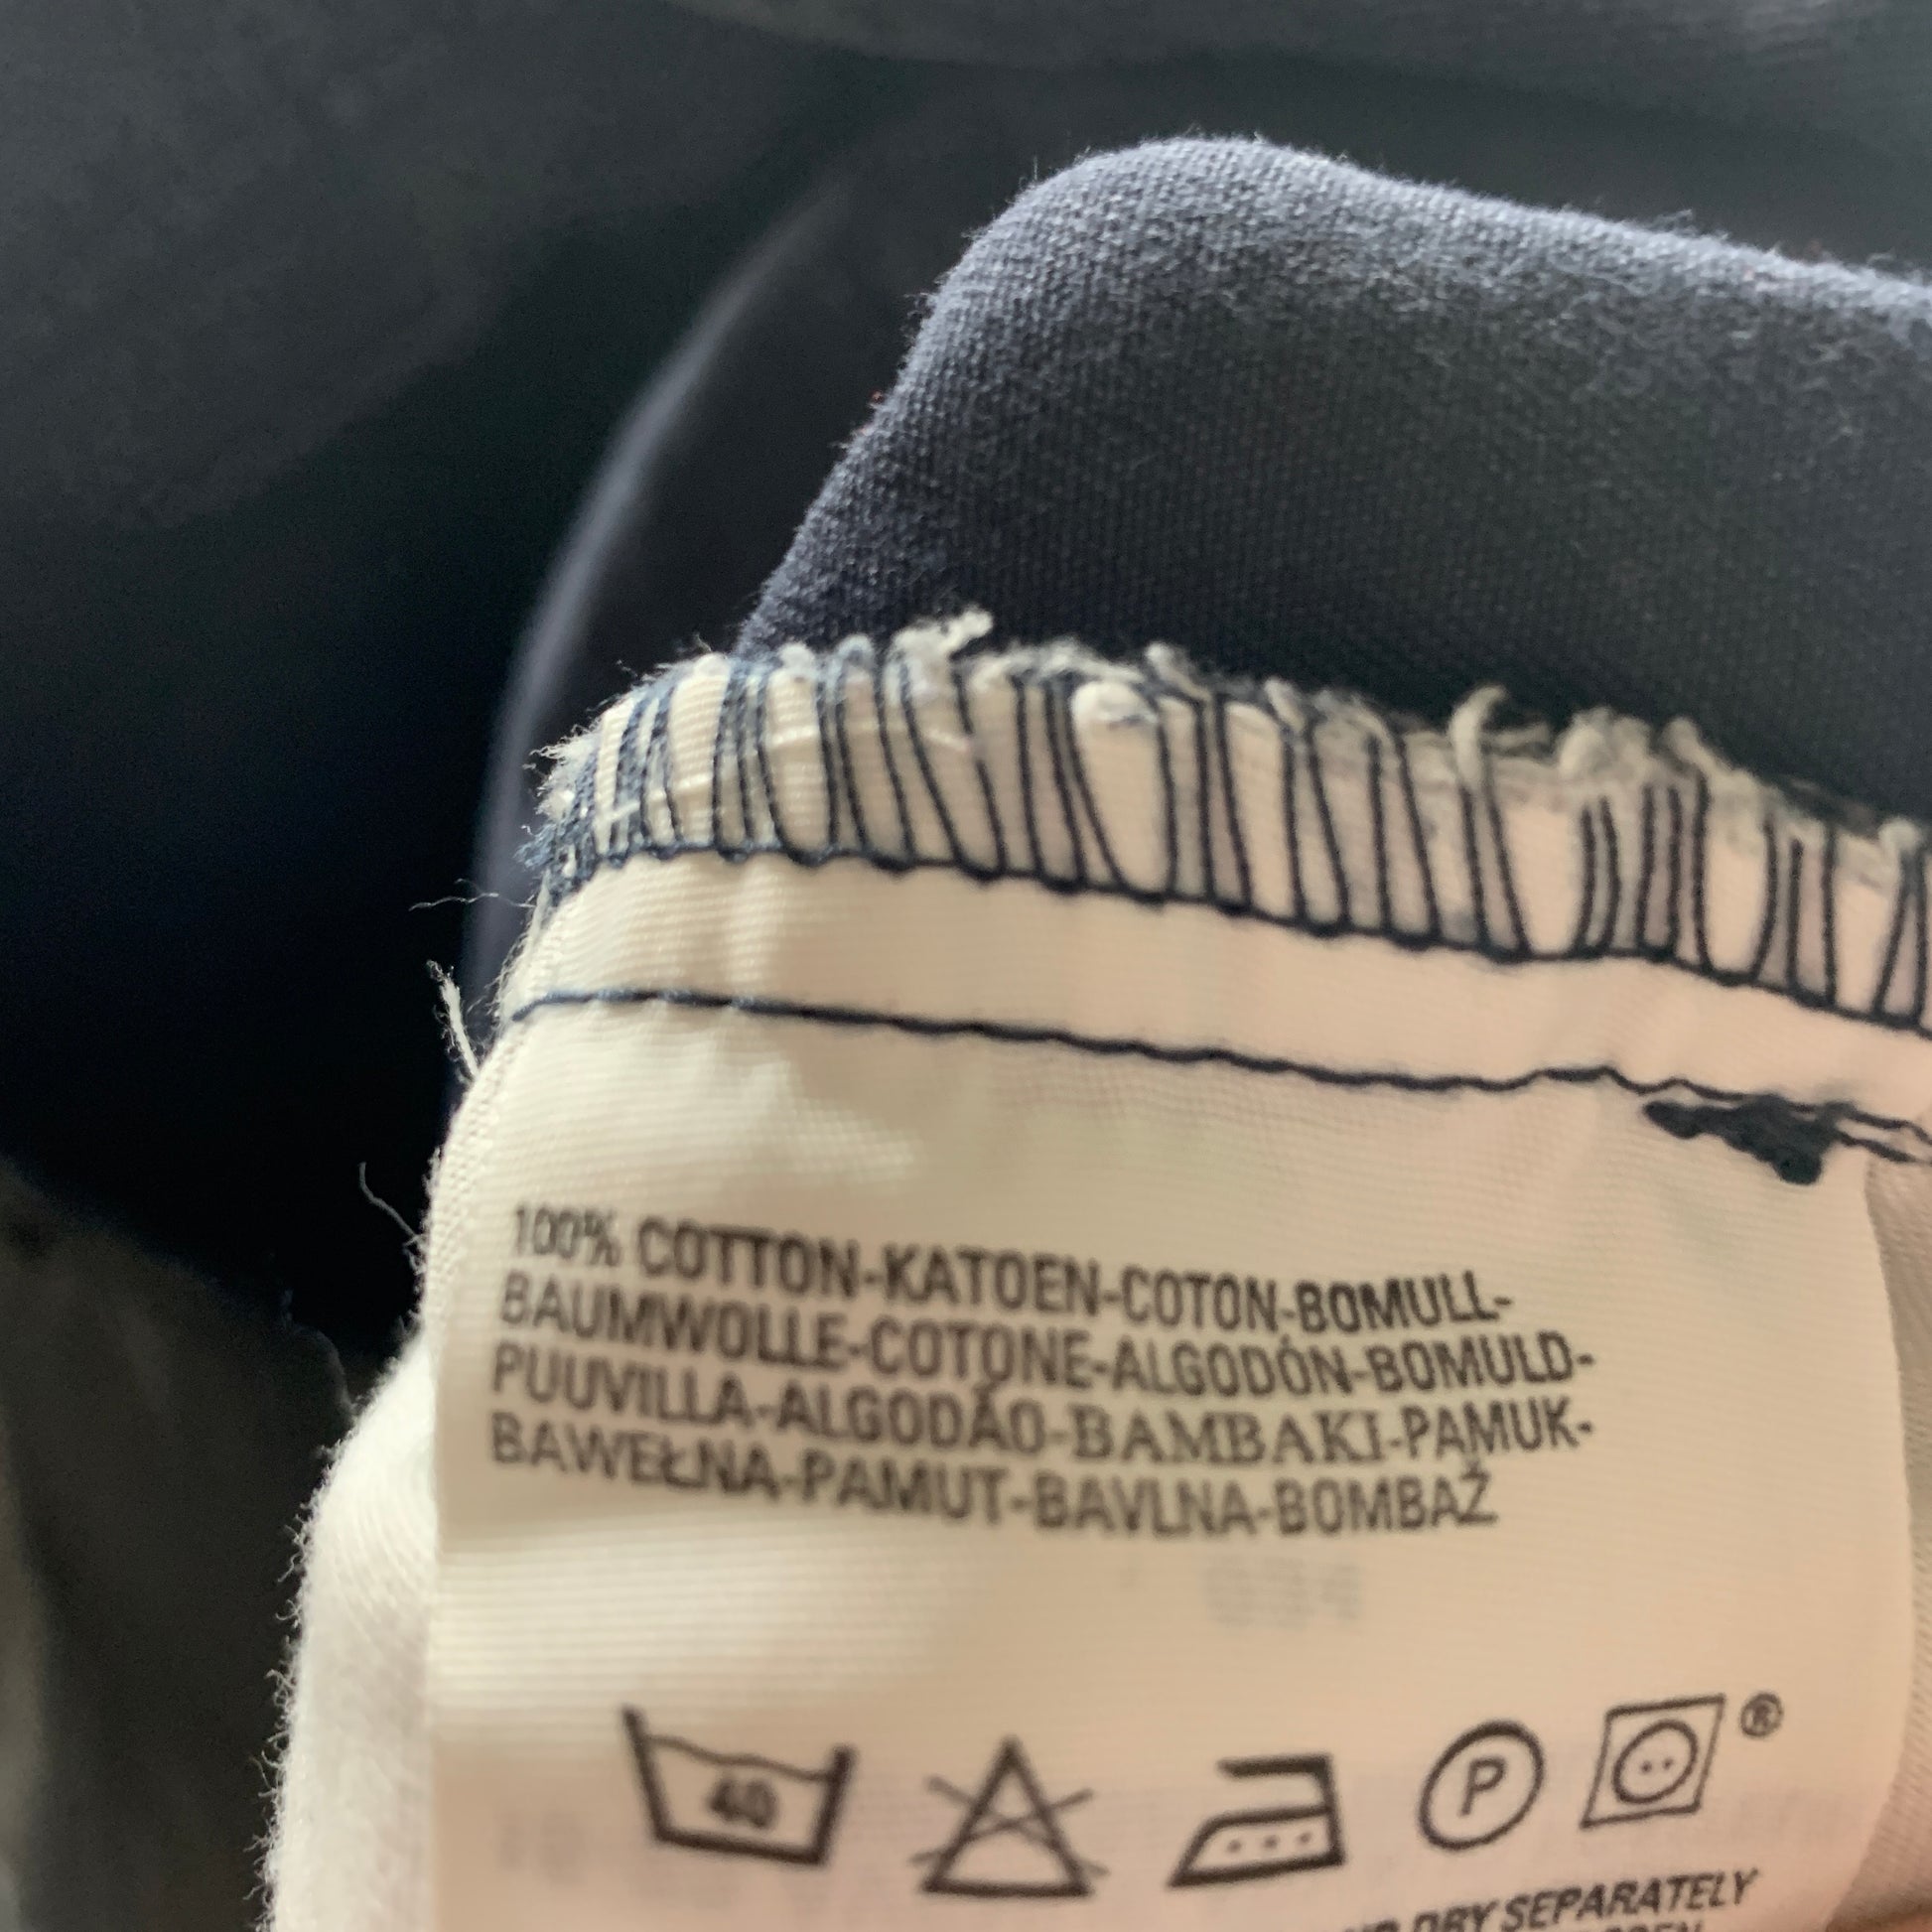 100% COTTON-KATOEN-COTON-BOMULL-
BAUMWOLLE-COTONE-ALGODÓN-BOMULD-
PUUVILLA-ALGODÃO-BAMBAKI-PAMUK-
BAWEŁNA-PAMUT-BAVLNA-BOMBAŽ
40
P
®
DRY SEPARATELY